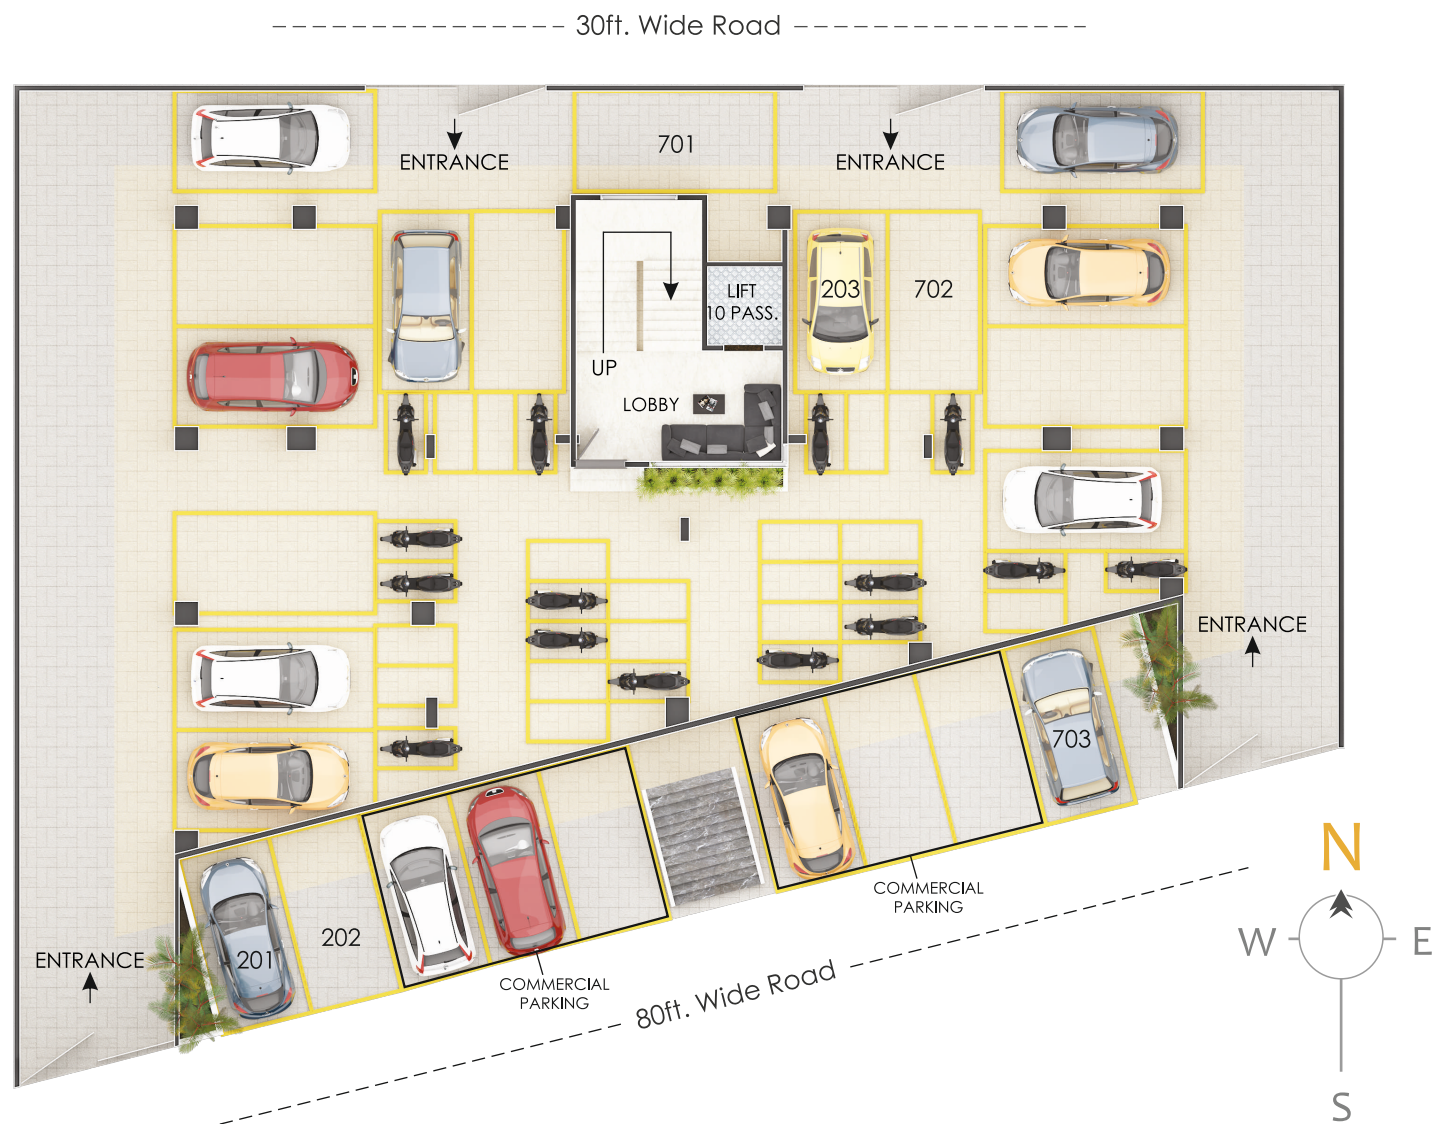 30ft. Wide Road
701
ENTRANCE
ENTRANCE
LIFT
10 PASS.
203
702
UP
LOBBY
ENTRANCE
703
N
W
E
S
COMMERCIAL
PARKING
202
201
ENTRANCE
COMMERCIAL
PARKING
80ft. Wide Road